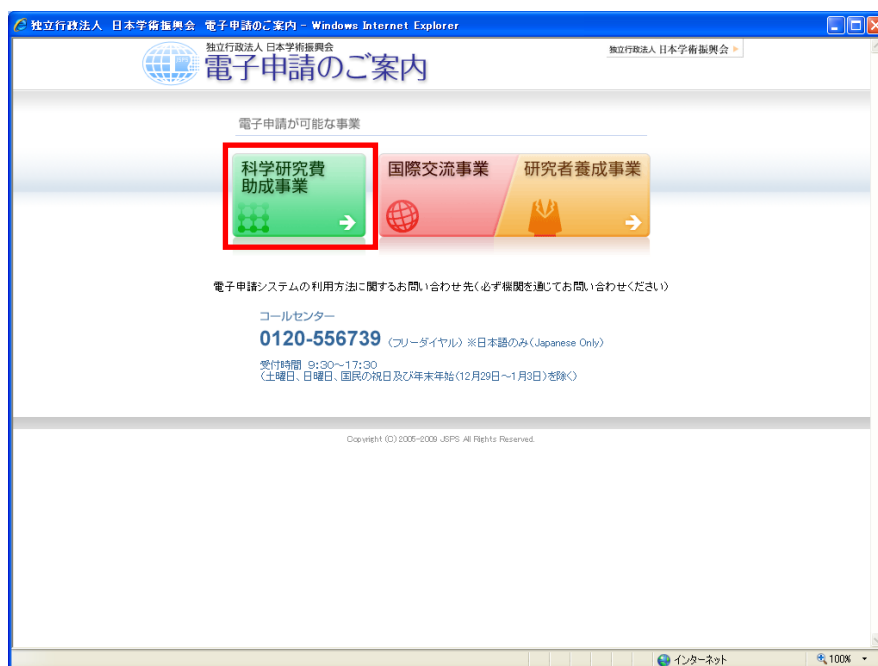 独立行政法人 日本学術振興会 電子申請のご案内 - Windows Internet Explorer
独立行政法人 日本学術振興会
電子申請のご案内
独立行政法人 日本学術振興会
電子申請が可能な事業
科学研究費
助成事業
国際交流事業
研究者養成事業
電子申請システムの利用方法に関するお問い合わせ先（必ず機関を通じてお問い合わせください）
コールセンター
0120-556739 （フリーダイヤル） ※日本語のみ（Japanese Only）
受付時間 9:30～17:30
（土曜日、日曜日、国民の祝日及び年末年始（12月29日～1月3日）を除く）
Copyright (C) 2005-2009 JSPS All Rights Reserved.
インターネット
100%